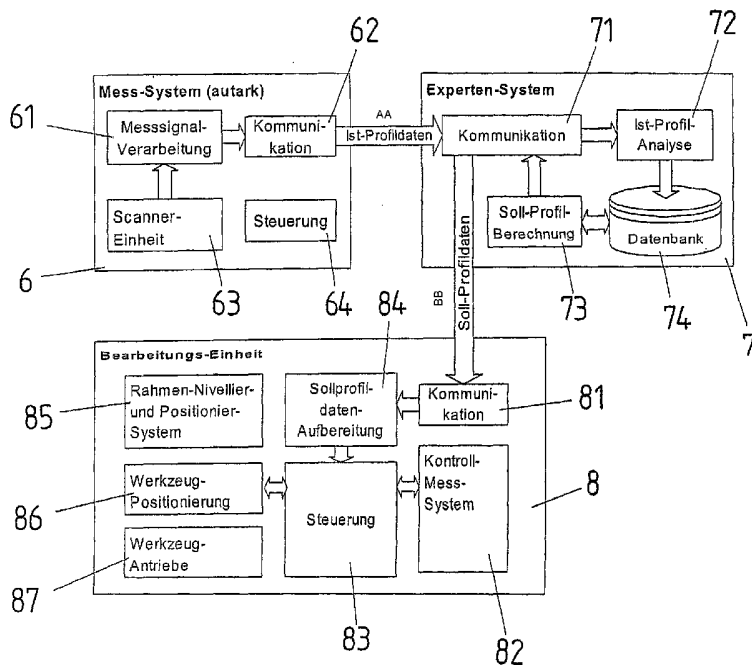 62
71
72
Mess-System (autark)
Experten-System
61
Messsignal-
Verarbeitung
Kommuni-
kation
AA
Ist-Profildaten
Kommunikation
Ist-Profil-
Analyse
Scanner-
Einheit
Steuerung
Soll-Profil-
Berechnung
Datenbank
6
63
64
84
BB
Soll-Profildaten
73
74
7
Bearbeitungs-Einheit
85
Rahmen-Nivellier-
und Positionier-
System
Sollprofil-
daten-
Aufbereitung
Kommuni-
kation
81
86
Werkzeug-
Positionierung
Steuerung
Kontroll-
Mess-
System
8
87
Werkzeug-
Antriebe
83
82